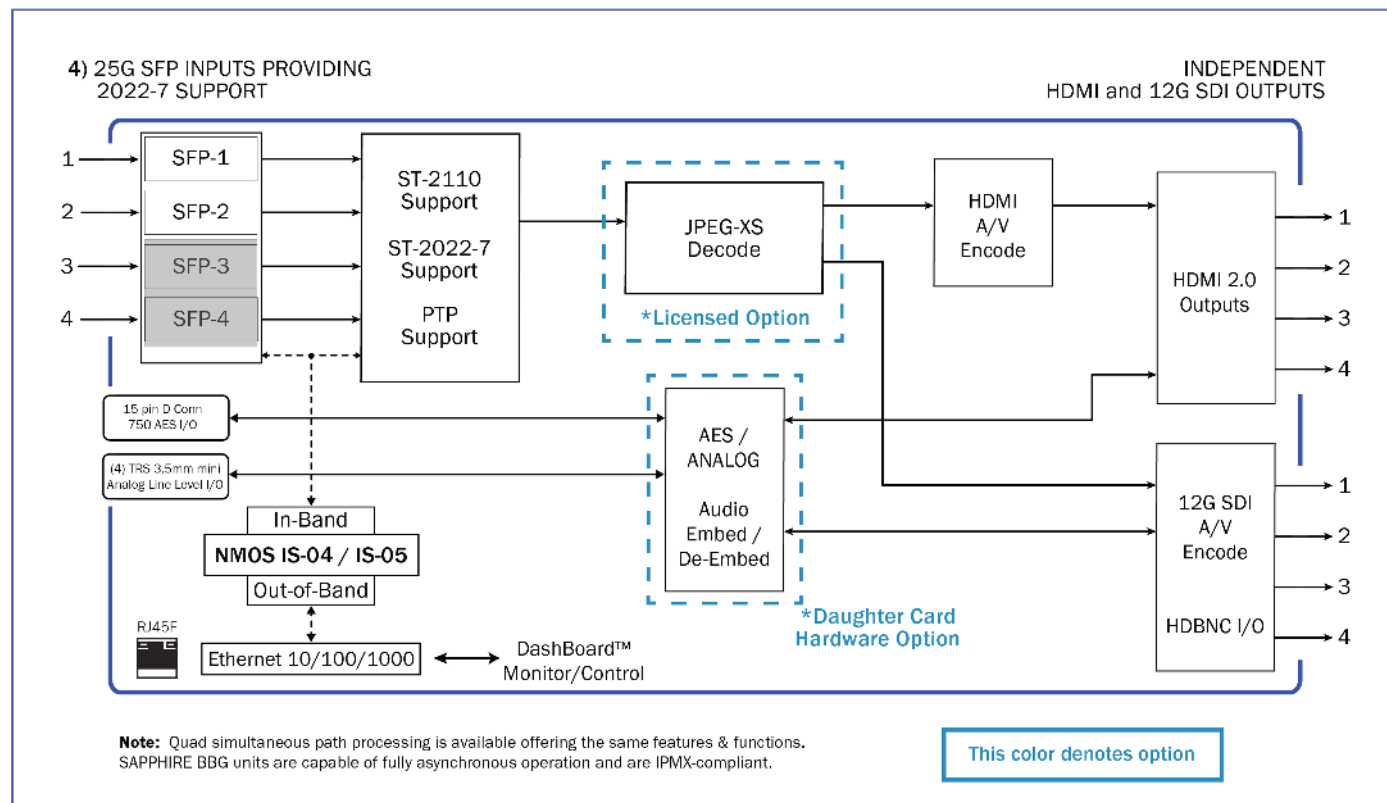 4) 25G SFP INPUTS PROVIDING
2022-7 SUPPORT
INDEPENDENT
HDMI and 12G SDI OUTPUTS
1
SFP-1
2
SFP-2
3
SFP-3
4
SFP-4
ST-2110
Support
ST-2022-7
Support
PTP
Support
JPEG-XS
Decode
*Licensed Option
HDMI
A/V
Encode
HDMI 2.0
Outputs
1
2
3
4
15 pin D Conn
750 AES I/O
(4) TRS 3.5mm mini
Analog Line Level I/O
AES /
ANALOG
Audio
Embed /
De-Embed
*Daughter Card
Hardware Option
12G SDI
A/V
Encode
HDBNC I/O
1
2
3
4
In-Band
NMOS IS-04 / IS-05
Out-of-Band
RJ45F
Ethernet 10/100/1000
DashBoard™
Monitor/Control
Note: Quad simultaneous path processing is available offering the same features & functions.
SAPPHIRE BBG units are capable of fully asynchronous operation and are IPMX-compliant.
This color denotes option